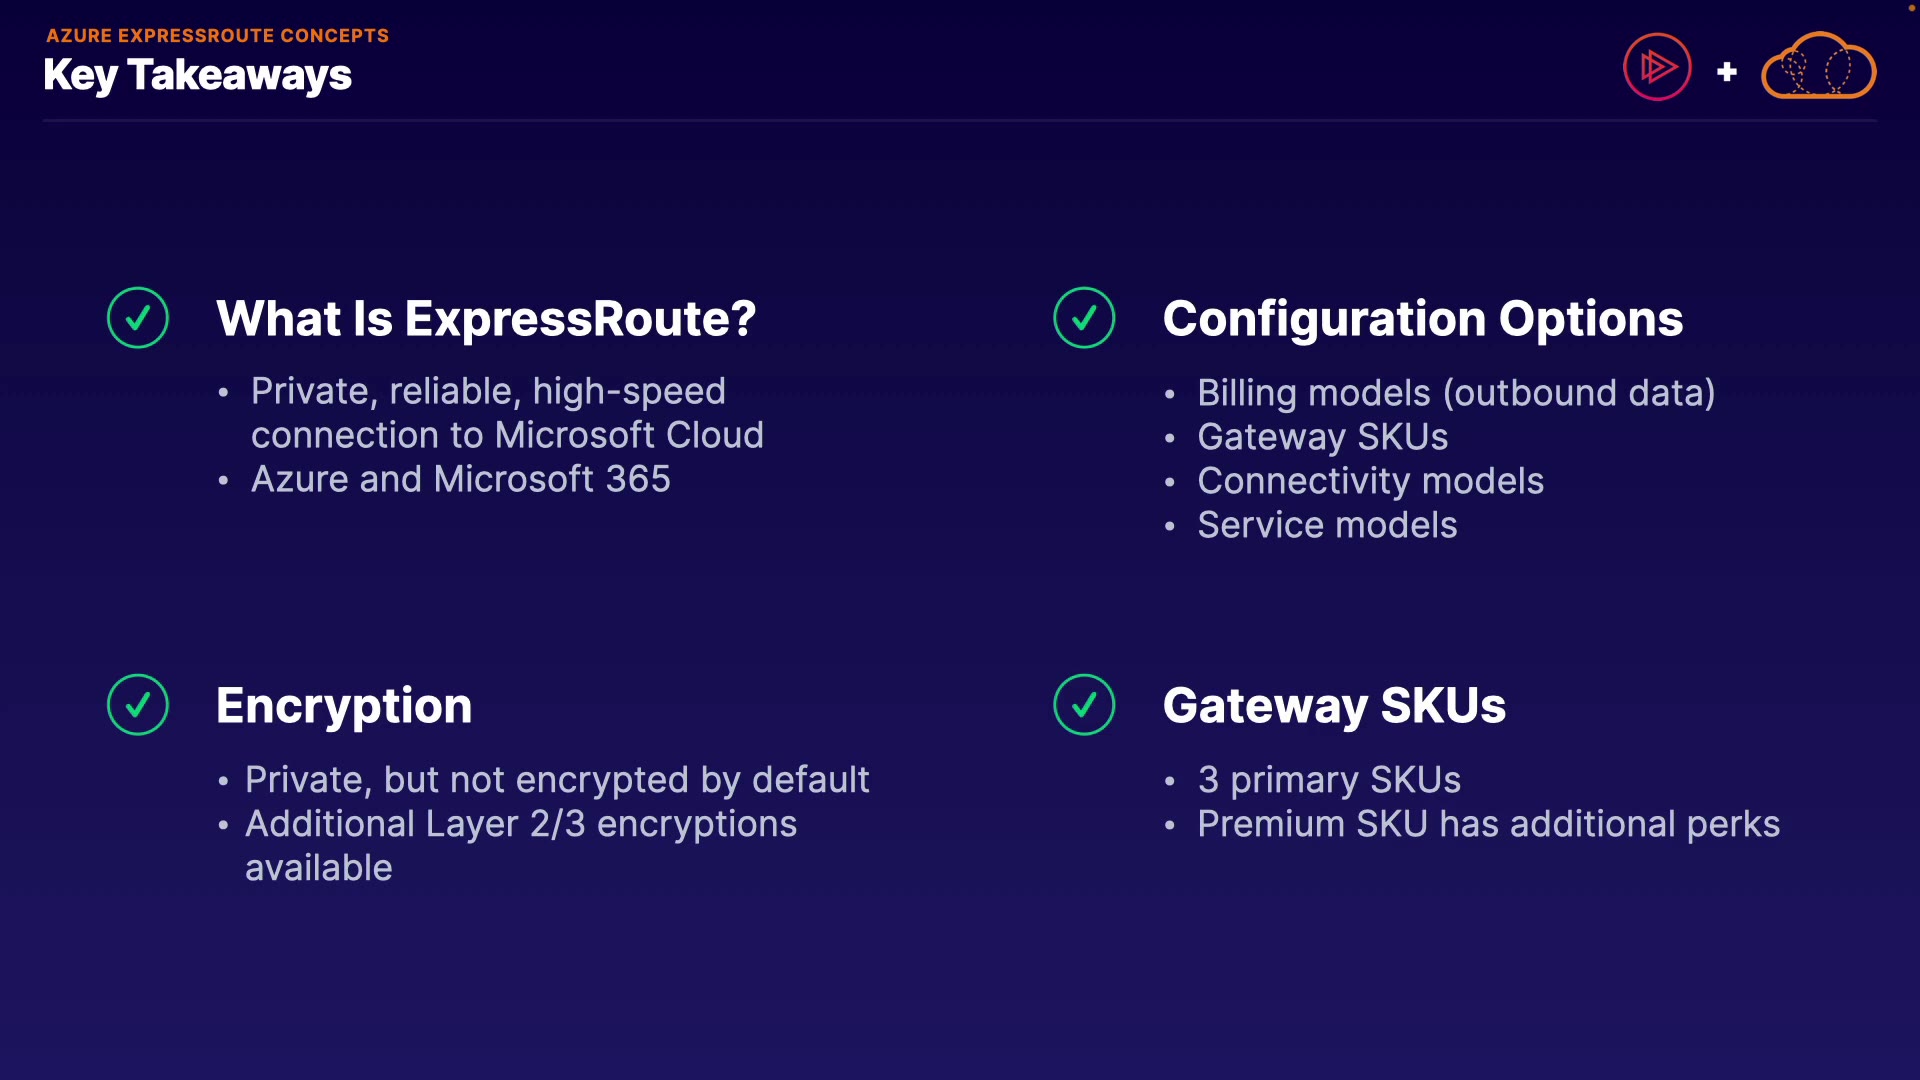 AZURE EXPRESSROUTE CONCEPTS
Key Takeaways
+
What Is ExpressRoute?
• Private, reliable, high-speed
connection to Microsoft Cloud
• Azure and Microsoft 365
Configuration Options
• Billing models (outbound data)
• Gateway SKUs
• Connectivity models
• Service models
Encryption
• Private, but not encrypted by default
• Additional Layer 2/3 encryptions
available
Gateway SKUs
• 3 primary SKUs
• Premium SKU has additional perks